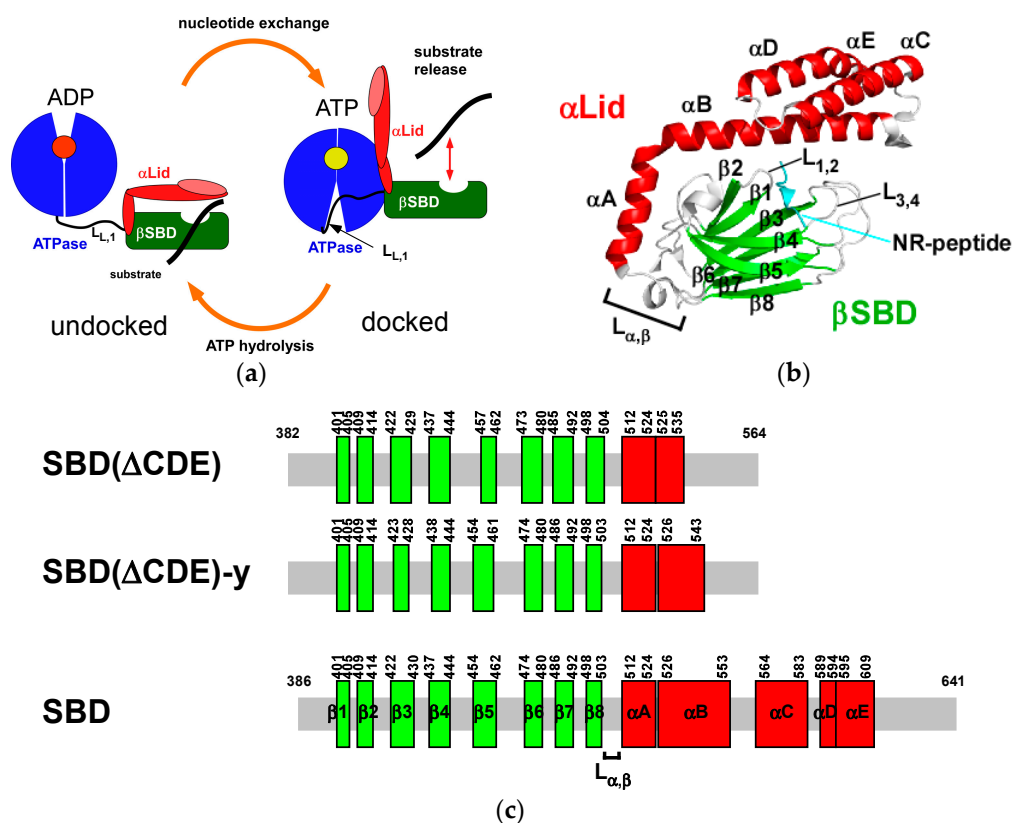 nucleotide exchange
ADP
ATP
substrate
release
αLid
αLid
βSBD
βSBD
ATPase
L_L,1
ATPase
L_L,1
substrate
undocked
docked
ATP hydrolysis
(a)
αD
αE
αC
αLid
αB
αA
β2
L_1,2
β1
β3
L_3,4
β4
NR-peptide
β5
β6
β7
β8
βSBD
L_α,β
(b)
382
401
405
409
414
422
429
437
444
457
462
473
480
485
492
498
504
512
524
525
535
564
SBD(ΔCDE)
401
405
409
414
423
428
438
444
454
461
474
480
486
492
498
503
512
524
526
543
SBD(ΔCDE)-y
386
401
405
409
414
422
430
437
444
454
462
474
480
486
492
498
503
512
524
526
553
564
583
589
594
595
609
641
SBD
β1
β2
β3
β4
β5
β6
β7
β8
αA
αB
αC
αD
αE
L_α,β
(c)